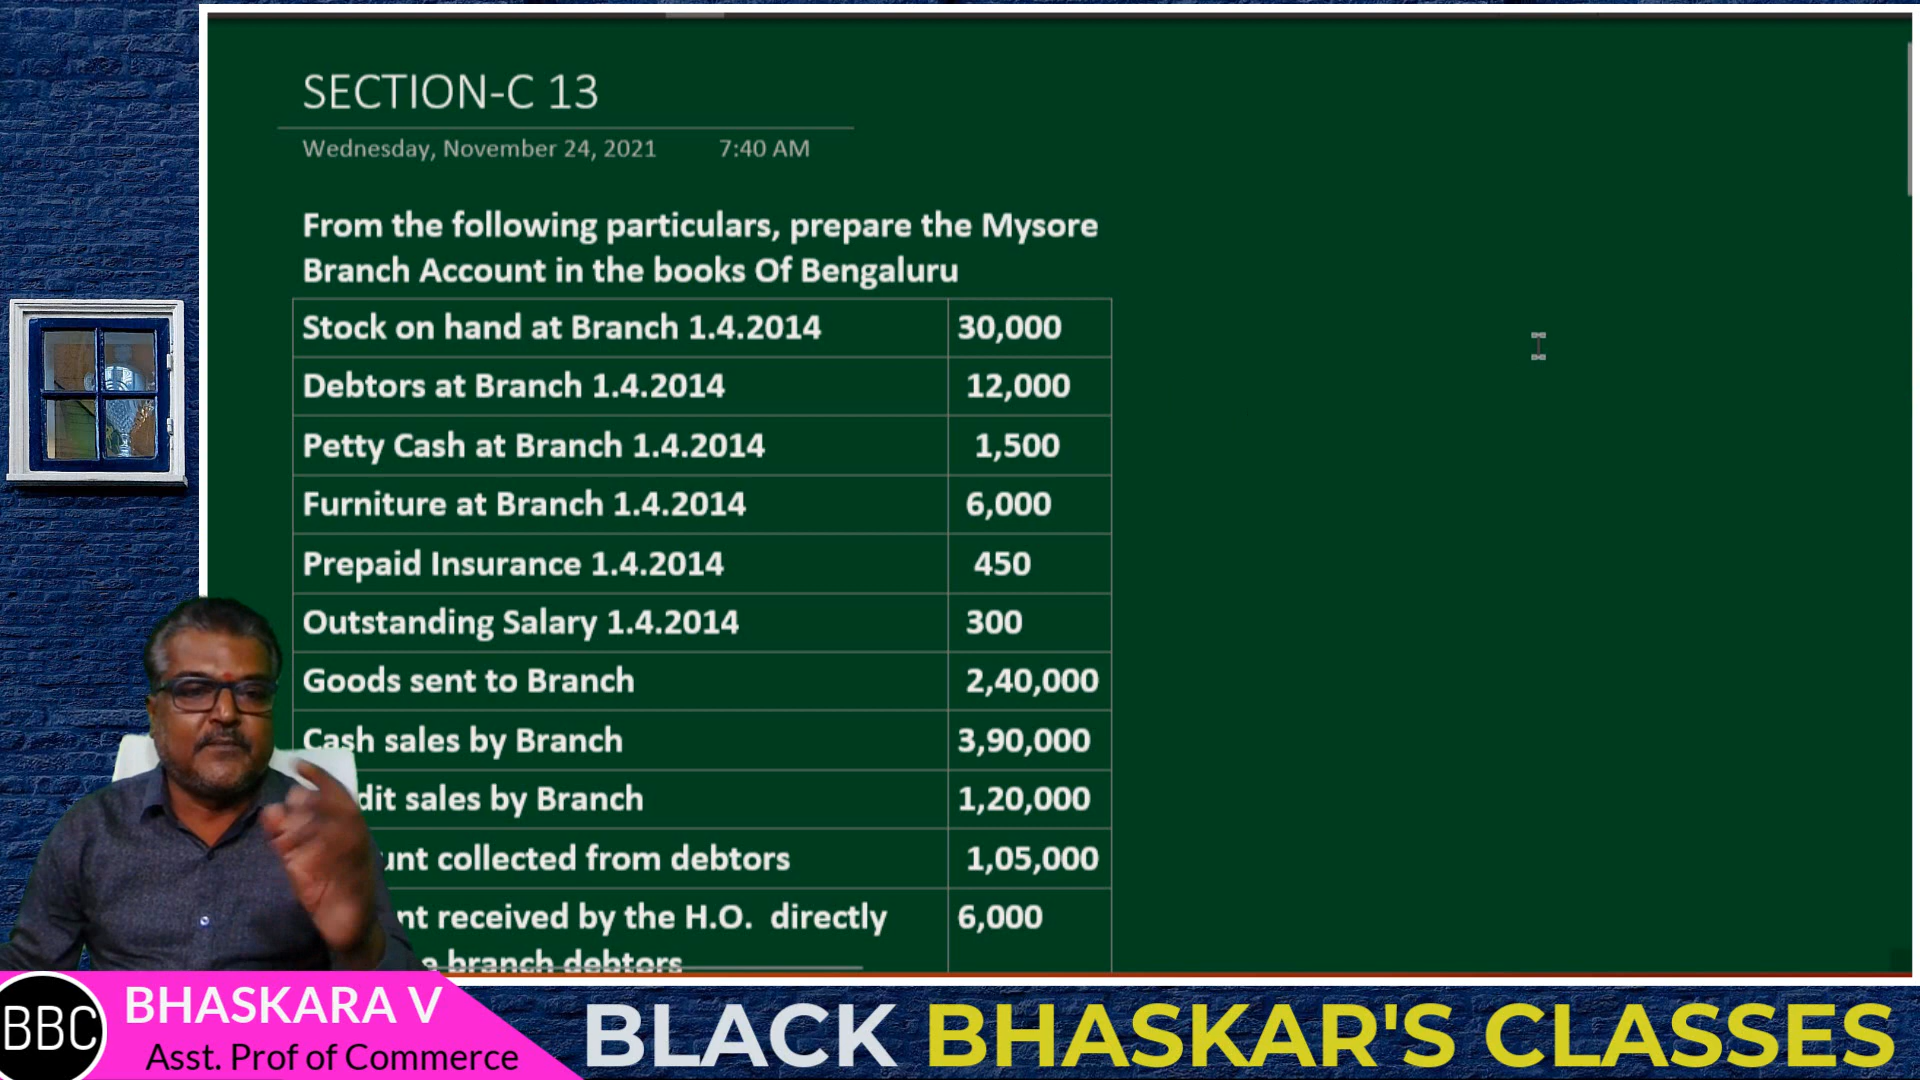 SECTION-C 13
Wednesday, November 24, 2021 7:40 AM
From the following particulars, prepare the Mysore
Branch Account in the books Of Bengaluru
Stock on hand at Branch 1.4.2014 30,000
Debtors at Branch 1.4.2014 12,000
Petty Cash at Branch 1.4.2014 1,500
Furniture at Branch 1.4.2014 6,000
Prepaid Insurance 1.4.2014 450
Outstanding Salary 1.4.2014 300
Goods sent to Branch 2,40,000
Cash sales by Branch 3,90,000
dit sales by Branch 1,20,000
unt collected from debtors 1,05,000
nt received by the H.O. directly 6,000
e branch debtors
BBC
BHASKARA V
Asst. Prof of Commerce
BLACK BHASKAR'S CLASSES